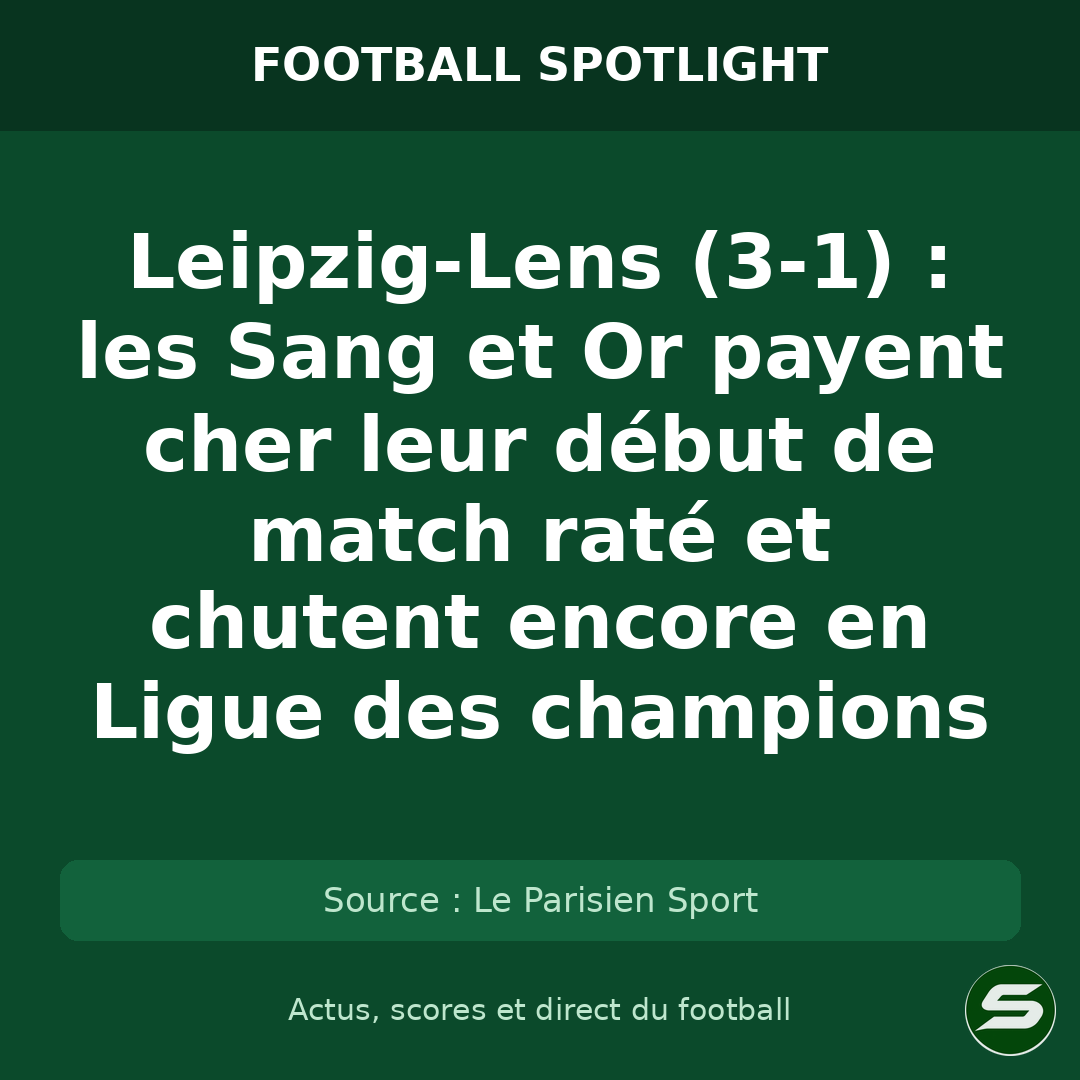 FOOTBALL SPOTLIGHT
Leipzig-Lens (3-1) :
les Sang et Or payent
cher leur début de
match raté et
chutent encore en
Ligue des champions
Source : Le Parisien Sport
Actus, scores et direct du football
S